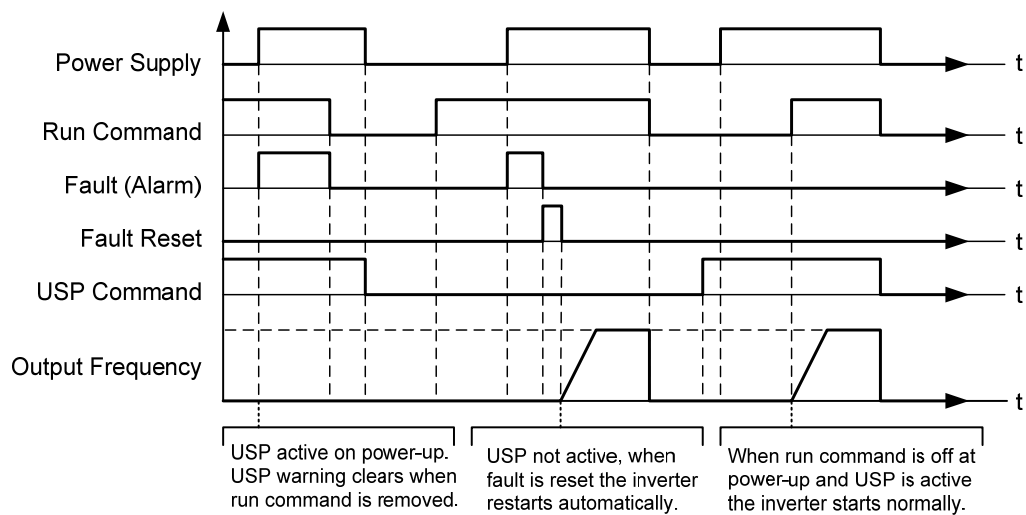 Power Supply
t
Run Command
t
Fault (Alarm)
t
Fault Reset
t
USP Command
t
Output Frequency
t
USP active on power-up.
USP warning clears when
run command is removed.
USP not active, when
fault is reset the inverter
restarts automatically.
When run command is off at
power-up and USP is active
the inverter starts normally.